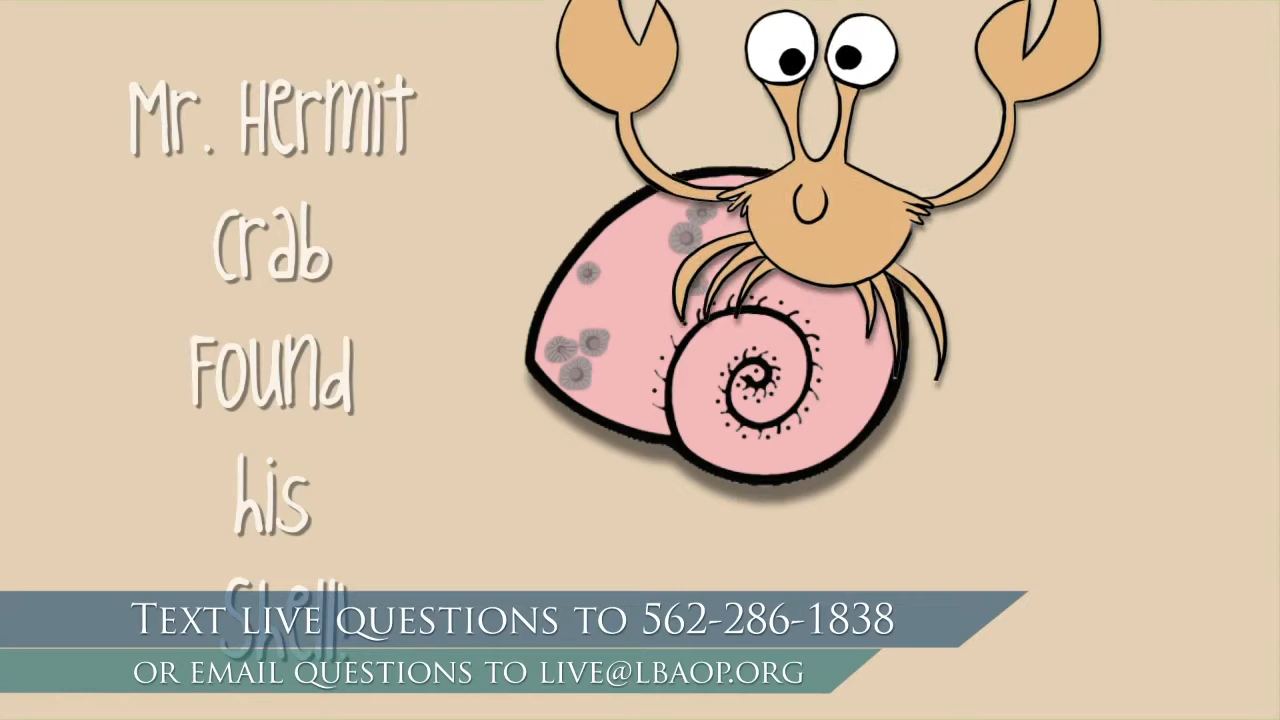 Mr. Hermit
Crab
Found
his
Shell!
Text live questions to 562-286-1838
or email questions to live@lbaop.org